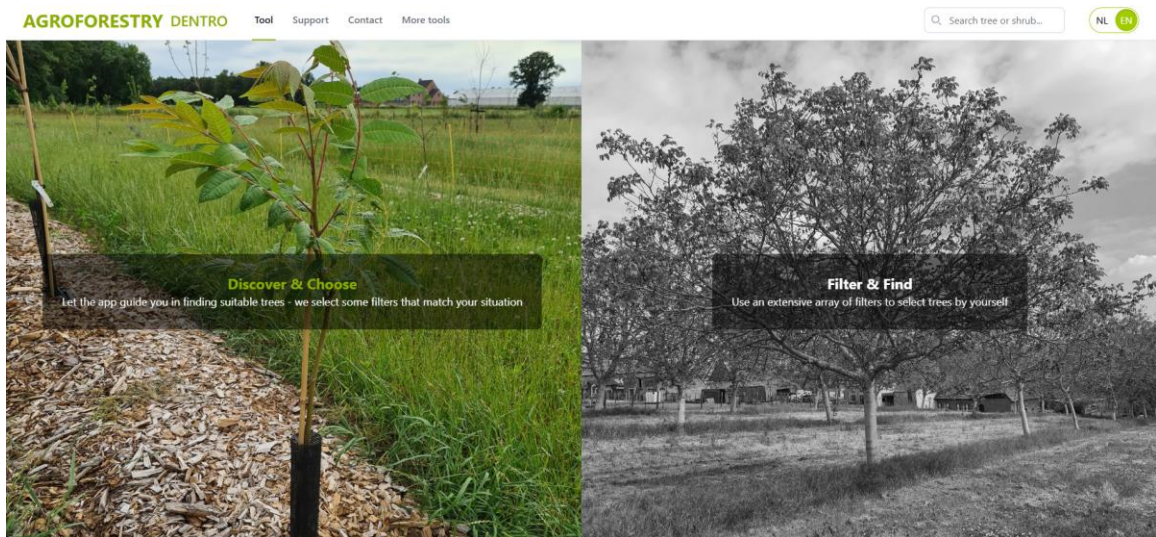 AGROFORESTRY DENTRO
Tool
Support
Contact
More tools
Search tree or shrub...
NL
EN
Discover & Choose
Let the app guide you in finding suitable trees - we select some filters that match your situation
Filter & Find
Use an extensive array of filters to select trees by yourself